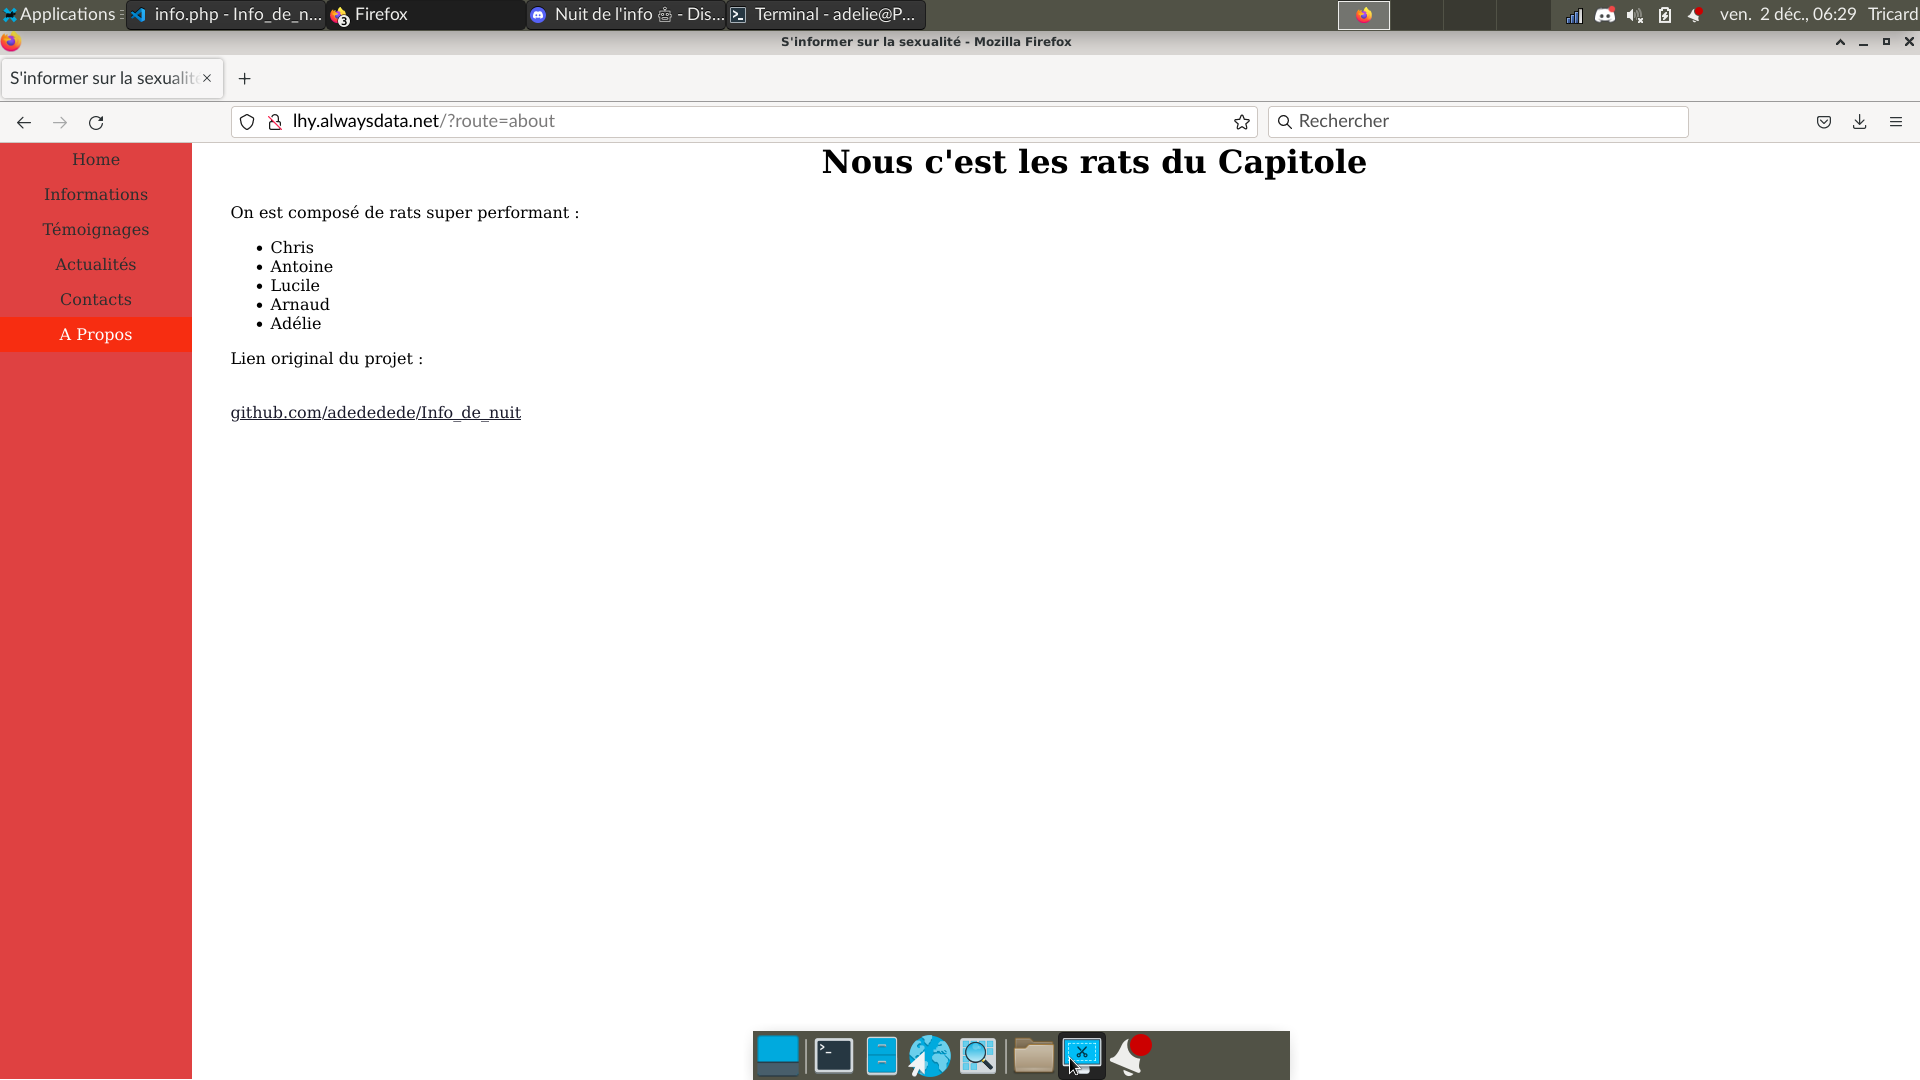 Applications
info.php - Info_de_n...
3
Firefox
Nuit de l'info 🤖 - Dis...
Terminal - adelie@P...
ven. 2 déc., 06:29
Tricard
S'informer sur la sexualité - Mozilla Firefox
S'informer sur la sexualité
lhy.alwaysdata.net/?route=about
Rechercher
Home
Informations
Témoignages
Actualités
Contacts
A Propos
Nous c'est les rats du Capitole
On est composé de rats super performant :
• Chris
• Antoine
• Lucile
• Arnaud
• Adélie
Lien original du projet :
github.com/adededede/Info_de_nuit